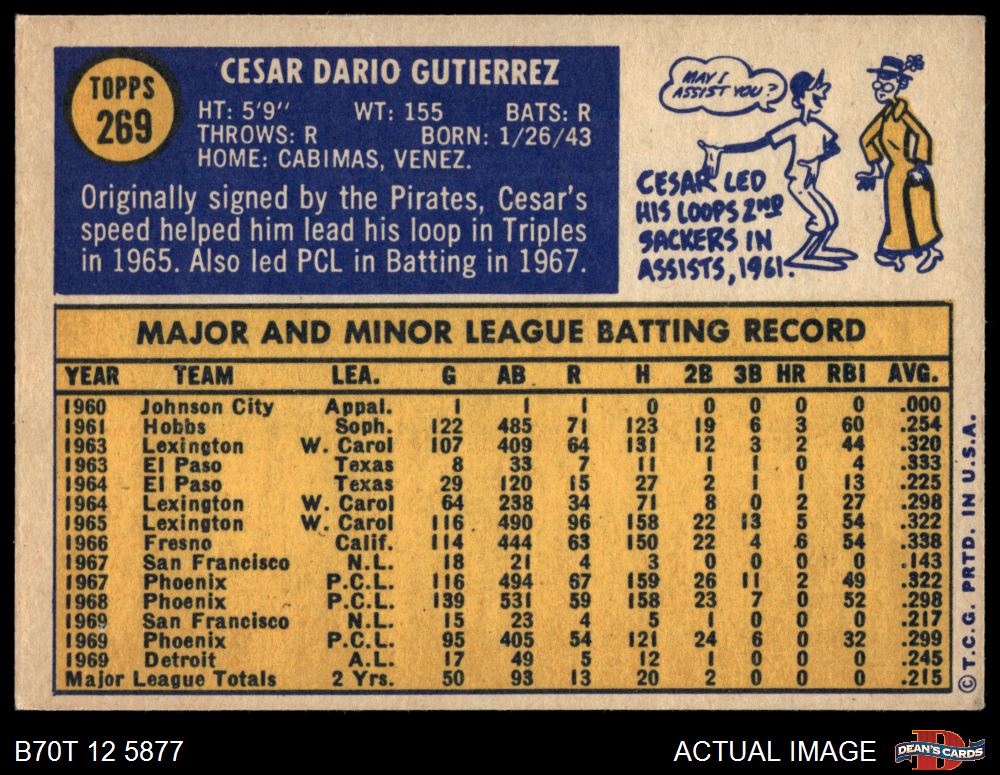 TOPPS
269
CESAR DARIO GUTIERREZ
HT: 5'9" WT: 155 BATS: R
THROWS: R BORN: 1/26/43
HOME: CABIMAS, VENEZ.
Originally signed by the Pirates, Cesar's
speed helped him lead his loop in Triples
in 1965. Also led PCL in Batting in 1967.
MAY I
ASSIST YOU?
CESAR LED
HIS LOOPS 2ND
SACKERS IN
ASSISTS, 1961.
MAJOR AND MINOR LEAGUE BATTING RECORD
YEAR TEAM LEA. G AB R H 2B 3B HR RBI AVG.
1960 Johnson City Appal. 1 1 1 0 0 0 0 0 .000
1961 Hobbs Soph. 122 485 71 123 19 6 3 60 .254
1963 Lexington W. Carol 107 409 64 131 12 3 2 44 .320
1963 El Paso Texas 8 33 7 11 1 1 0 4 .333
1964 El Paso Texas 29 120 15 27 2 1 1 13 .225
1964 Lexington W. Carol 64 238 34 71 8 0 2 27 .298
1965 Lexington W. Carol 116 490 96 158 22 13 5 54 .322
1966 Fresno Calif. 114 444 63 150 22 4 6 54 .338
1967 San Francisco N.L. 18 21 4 3 0 0 0 0 .143
1967 Phoenix P.C.L. 116 494 67 159 26 11 2 49 .322
1968 Phoenix P.C.L. 139 531 59 158 23 7 0 52 .298
1969 San Francisco N.L. 15 23 4 5 1 0 0 0 .217
1969 Phoenix P.C.L. 95 405 54 121 24 6 0 32 .299
1969 Detroit A.L. 17 49 5 12 1 0 0 0 .245
Major League Totals 2 Yrs. 50 93 13 20 2 0 0 0 .215
© T.C.G. PRTD. IN U.S.A.
B70T 12 5877
ACTUAL IMAGE
DEAN'S CARDS